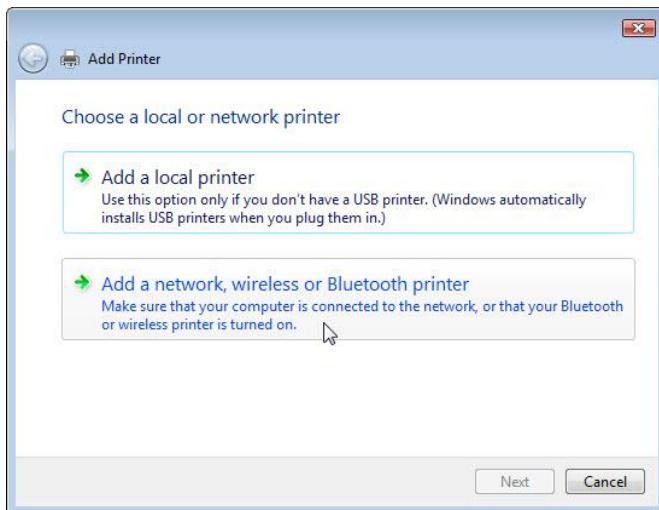 Add Printer
Choose a local or network printer
Add a local printer
Use this option only if you don't have a USB printer. (Windows automatically
installs USB printers when you plug them in.)
Add a network, wireless or Bluetooth printer
Make sure that your computer is connected to the network, or that your Bluetooth
or wireless printer is turned on.
Next Cancel